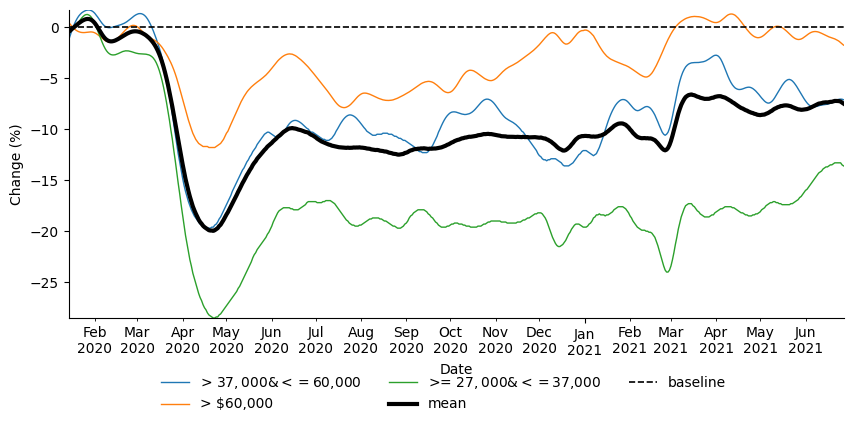 0
−5
−10
−15
−20
−25
Change (%)
Feb 2020
Mar 2020
Apr 2020
May 2020
Jun 2020
Jul 2020
Aug 2020
Sep 2020
Oct 2020
Nov 2020
Dec 2020
Jan 2021
Feb 2021
Mar 2021
Apr 2021
May 2021
Jun 2021
Date
> 37,000&<=60,000
> $60,000
>= 27,000&<=37,000
mean
baseline